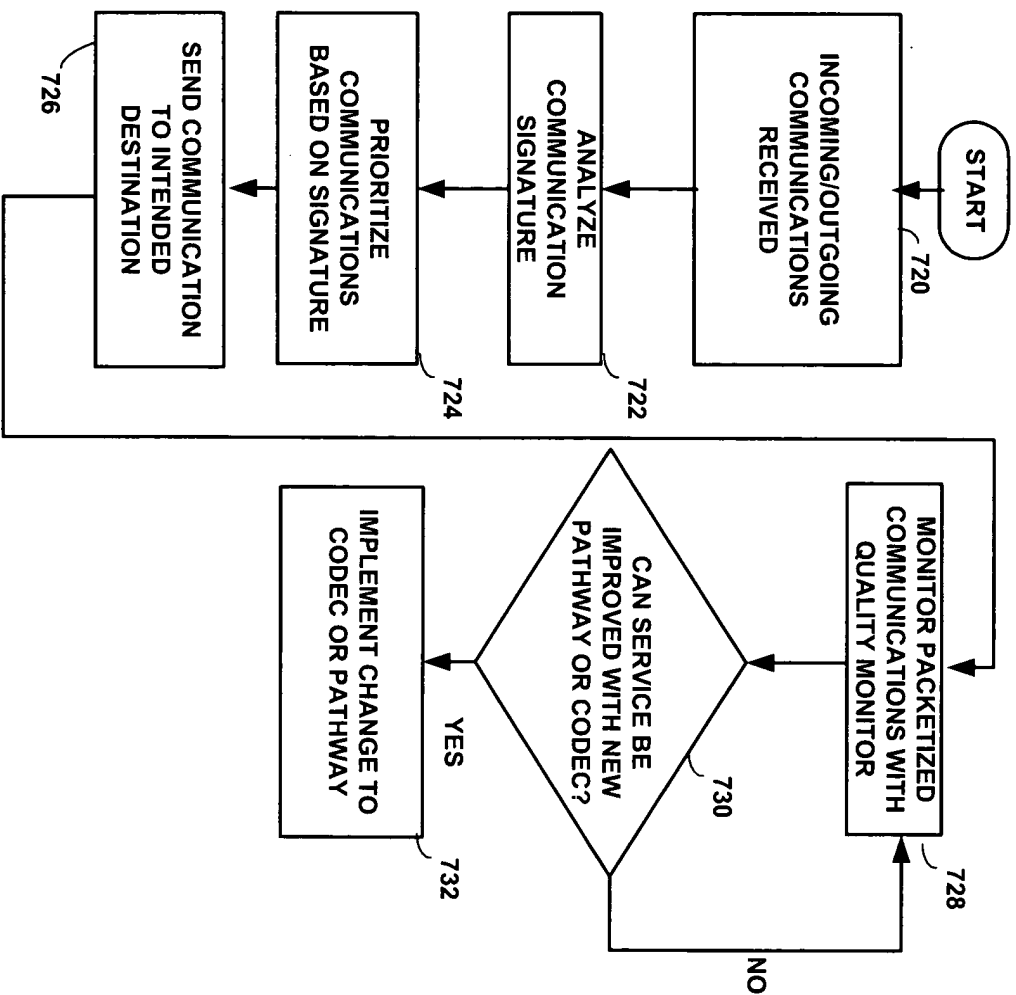 START
720
INCOMING/OUTGOING
COMMUNICATIONS
RECEIVED
722
ANALYZE
COMMUNICATION
SIGNATURE
724
PRIORITIZE
COMMUNICATIONS
BASED ON SIGNATURE
726
SEND COMMUNICATION
TO INTENDED
DESTINATION
728
MONITOR PACKETIZED
COMMUNICATIONS WITH
QUALITY MONITOR
730
CAN SERVICE BE
IMPROVED WITH NEW
PATHWAY OR CODEC?
NO
YES
732
IMPLEMENT CHANGE TO
CODEC OR PATHWAY